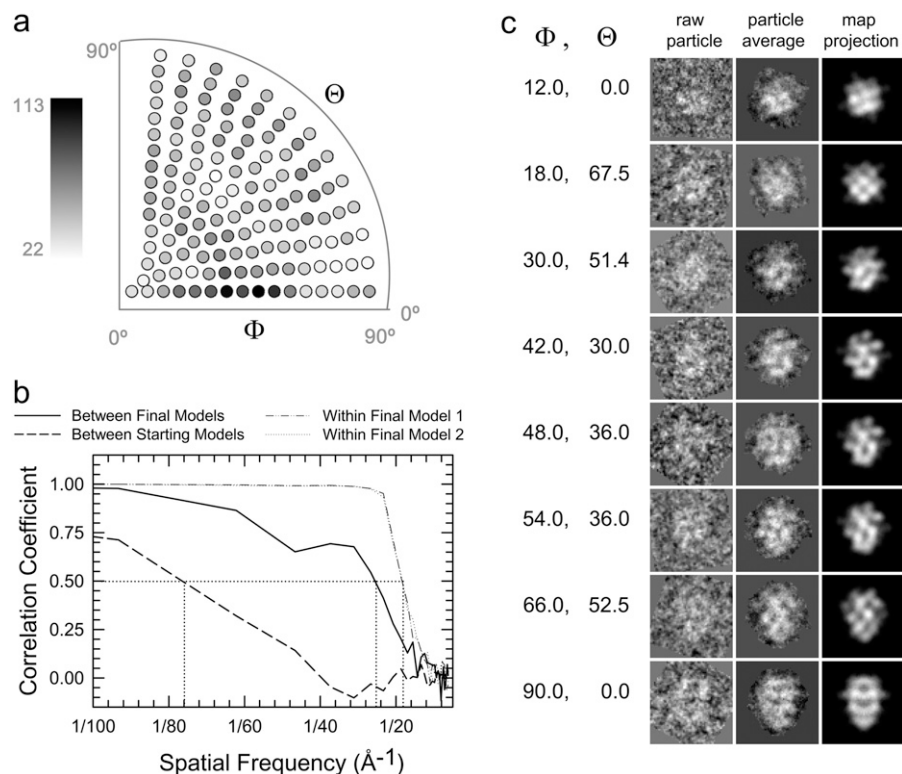 a
90°
Θ
113
22
0°
Φ
90°
0°
b
Between Final Models
Within Final Model 1
Between Starting Models
Within Final Model 2
Correlation Coefficient
1.00
0.75
0.50
0.25
0.00
1/100
1/80
1/60
1/40
1/20
Spatial Frequency (Å-1)
c
Φ , Θ
raw particle
particle average
map projection
12.0, 0.0
18.0, 67.5
30.0, 51.4
42.0, 30.0
48.0, 36.0
54.0, 36.0
66.0, 52.5
90.0, 0.0